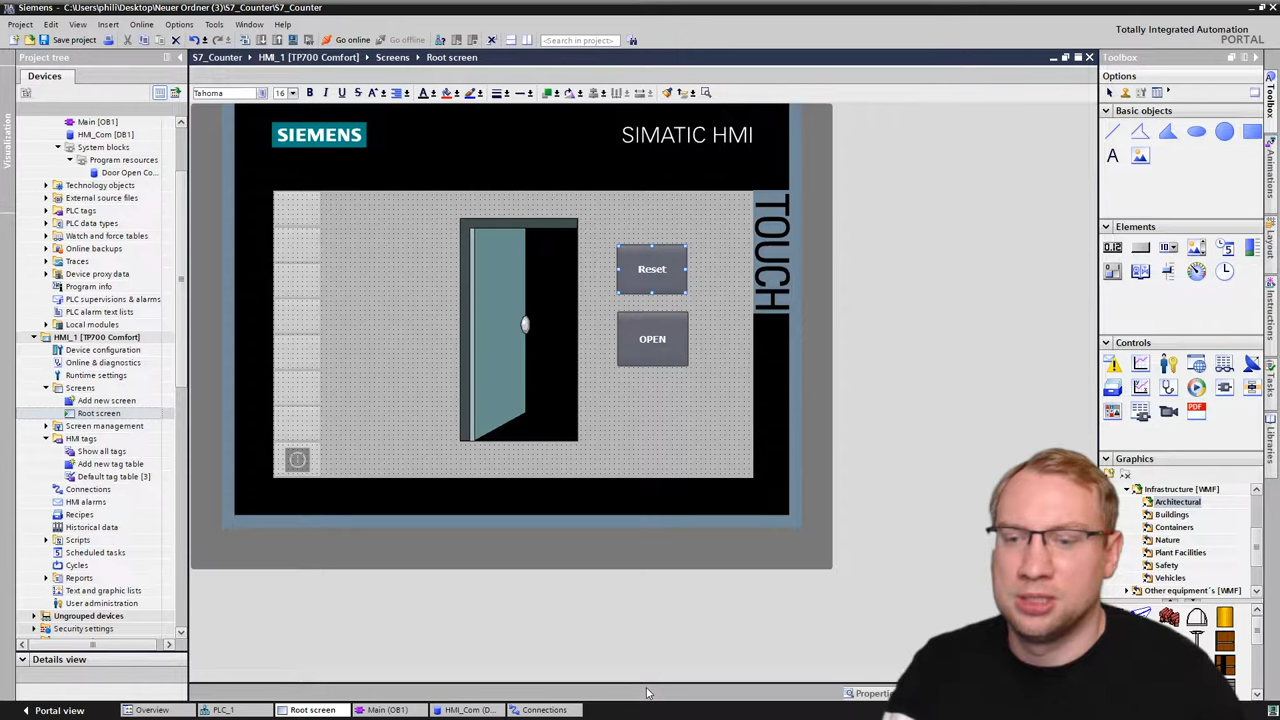 Siemens - C:\Users\phili\Desktop\Neuer Ordner (3)\S7_Counter\S7_Counter
Project Edit View Insert Online Options Tools Window Help
Totally Integrated Automation
PORTAL
Save project
Go online
Go offline
<Search in project>
Project tree
S7_Counter HMI_1 [TP700 Comfort] Screens Root screen
Toolbox
Devices
Options
Tahoma 16
Visualization
Main [OB1]
HMI_Com [DB1]
System blocks
Program resources
Door Open Co...
Technology objects
External source files
PLC tags
PLC data types
Watch and force tables
Online backups
Traces
Device proxy data
Program info
PLC supervisions & alarms
PLC alarm text lists
Local modules
HMI_1 [TP700 Comfort]
Device configuration
Online & diagnostics
Runtime settings
Screens
Add new screen
Root screen
Screen management
HMI tags
Show all tags
Add new tag table
Default tag table [3]
Connections
HMI alarms
Recipes
Historical data
Scripts
Scheduled tasks
Cycles
Reports
Text and graphic lists
User administration
Ungrouped devices
Security settings
Details view
SIEMENS
SIMATIC HMI
TOUCH
Reset
OPEN
Basic objects
Elements
Controls
PDF
Graphics
Infrastructure [WMF]
Architectural
Buildings
Containers
Nature
Plant Facilities
Safety
Vehicles
Other equipment´s [WMF]
Toolbox
Animations
Instructions
Tasks
Libraries
Properti
Portal view
Overview
PLC_1
Root screen
Main (OB1)
HMI_Com (D...
Connections